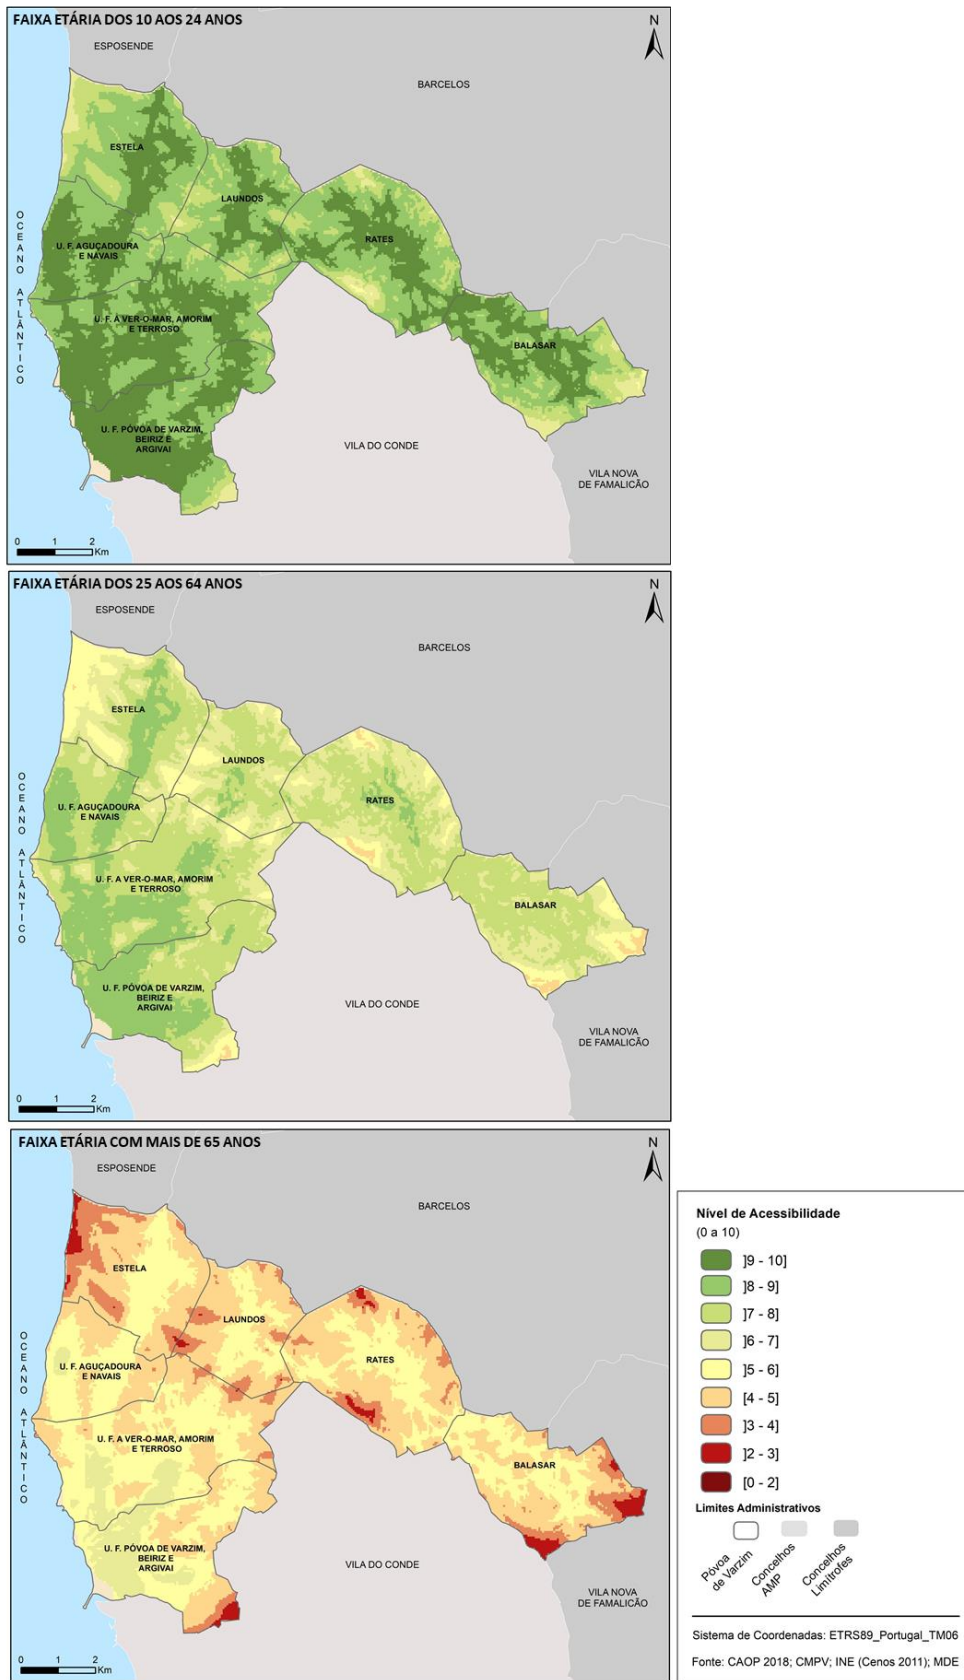 FAIXA ETÁRIA DOS 10 AOS 24 ANOS
N
ESPOSENDE
BARCELOS
ESTELA
LAUNDOS
RATES
OCEANO ATLÂNTICO
U. F. AGUÇADOURA
E NAVAIS
U. F. A VER-O-MAR, AMORIM
E TERROSO
BALASAR
U. F. PÓVOA DE VARZIM,
BEIRIZ E
ARGIVAI
VILA DO CONDE
VILA NOVA
DE FAMALICÃO
0 1 2
Km
FAIXA ETÁRIA DOS 25 AOS 64 ANOS
N
ESPOSENDE
BARCELOS
ESTELA
LAUNDOS
RATES
OCEANO ATLÂNTICO
U. F. AGUÇADOURA
E NAVAIS
U. F. A VER-O-MAR, AMORIM
E TERROSO
BALASAR
U. F. PÓVOA DE VARZIM,
BEIRIZ E
ARGIVAI
VILA DO CONDE
VILA NOVA
DE FAMALICÃO
0 1 2
Km
FAIXA ETÁRIA COM MAIS DE 65 ANOS
N
ESPOSENDE
BARCELOS
ESTELA
LAUNDOS
RATES
OCEANO ATLÂNTICO
U. F. AGUÇADOURA
E NAVAIS
U. F. A VER-O-MAR, AMORIM
E TERROSO
BALASAR
U. F. PÓVOA DE VARZIM,
BEIRIZ E
ARGIVAI
VILA DO CONDE
VILA NOVA
DE FAMALICÃO
0 1 2
Km
Nível de Acessibilidade
(0 a 10)
]9 - 10]
]8 - 9]
]7 - 8]
]6 - 7]
]5 - 6]
[4 - 5]
]3 - 4]
]2 - 3]
[0 - 2]
Limites Administrativos
Póvoa
de Varzim
Concelhos
AMP
Concelhos
Limítrofes
Sistema de Coordenadas: ETRS89_Portugal_TM06
Fonte: CAOP 2018; CMPV; INE (Cenos 2011); MDE